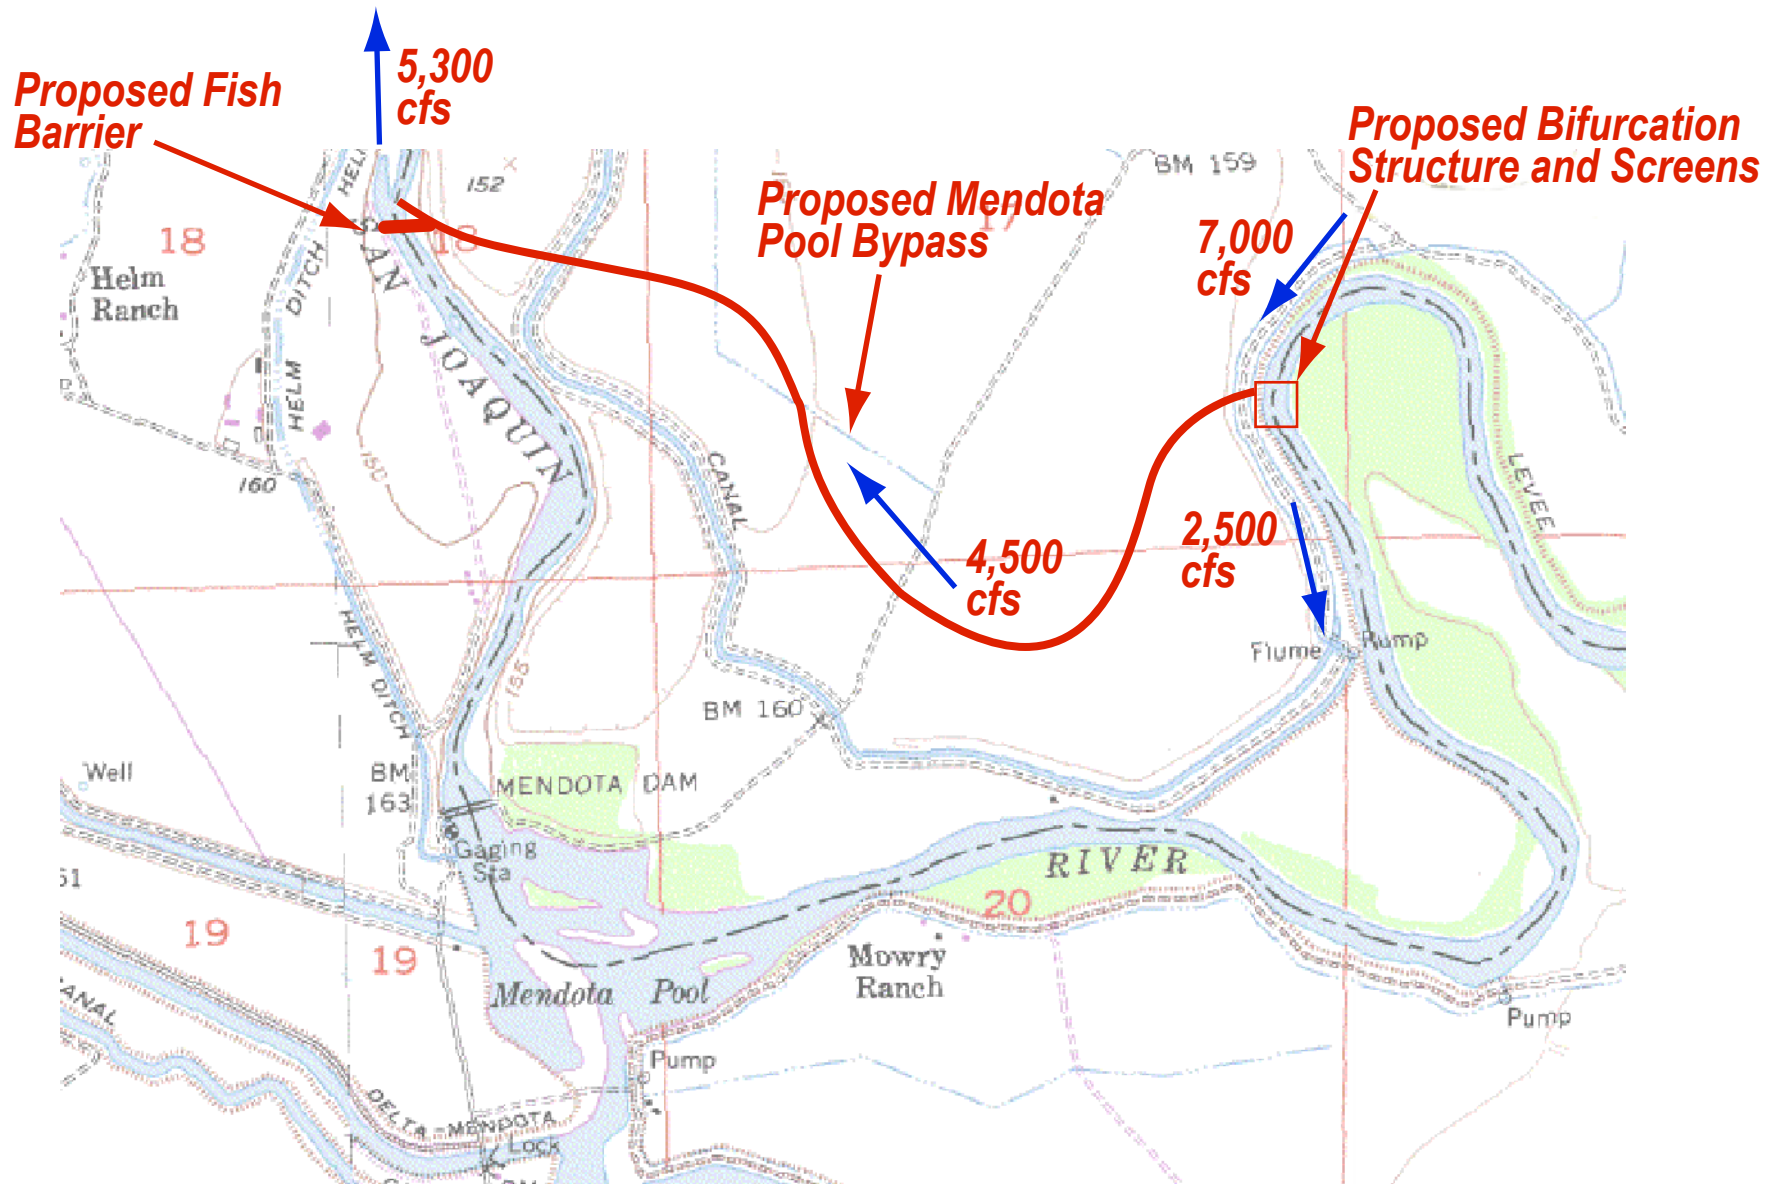 5,300
cfs
Proposed Fish
Barrier
Proposed Bifurcation
Structure and Screens
BM 159
HELM
152
Proposed Mendota
Pool Bypass
17
18
18
7,000
cfs
Helm
Ranch
HELM DITCH
SAN JOAQUIN
150
160
CANAL
LEVEE
4,500
cfs
2,500
cfs
Flume
Pump
HELM DITCH
155
BM 160
Well
BM
163
MENDOTA DAM
Gaging
Sta
RIVER
51
19
19
20
Mowry
Ranch
Mendota Pool
CANAL
Pump
Pump
DELTA-MENDOTA
Lock